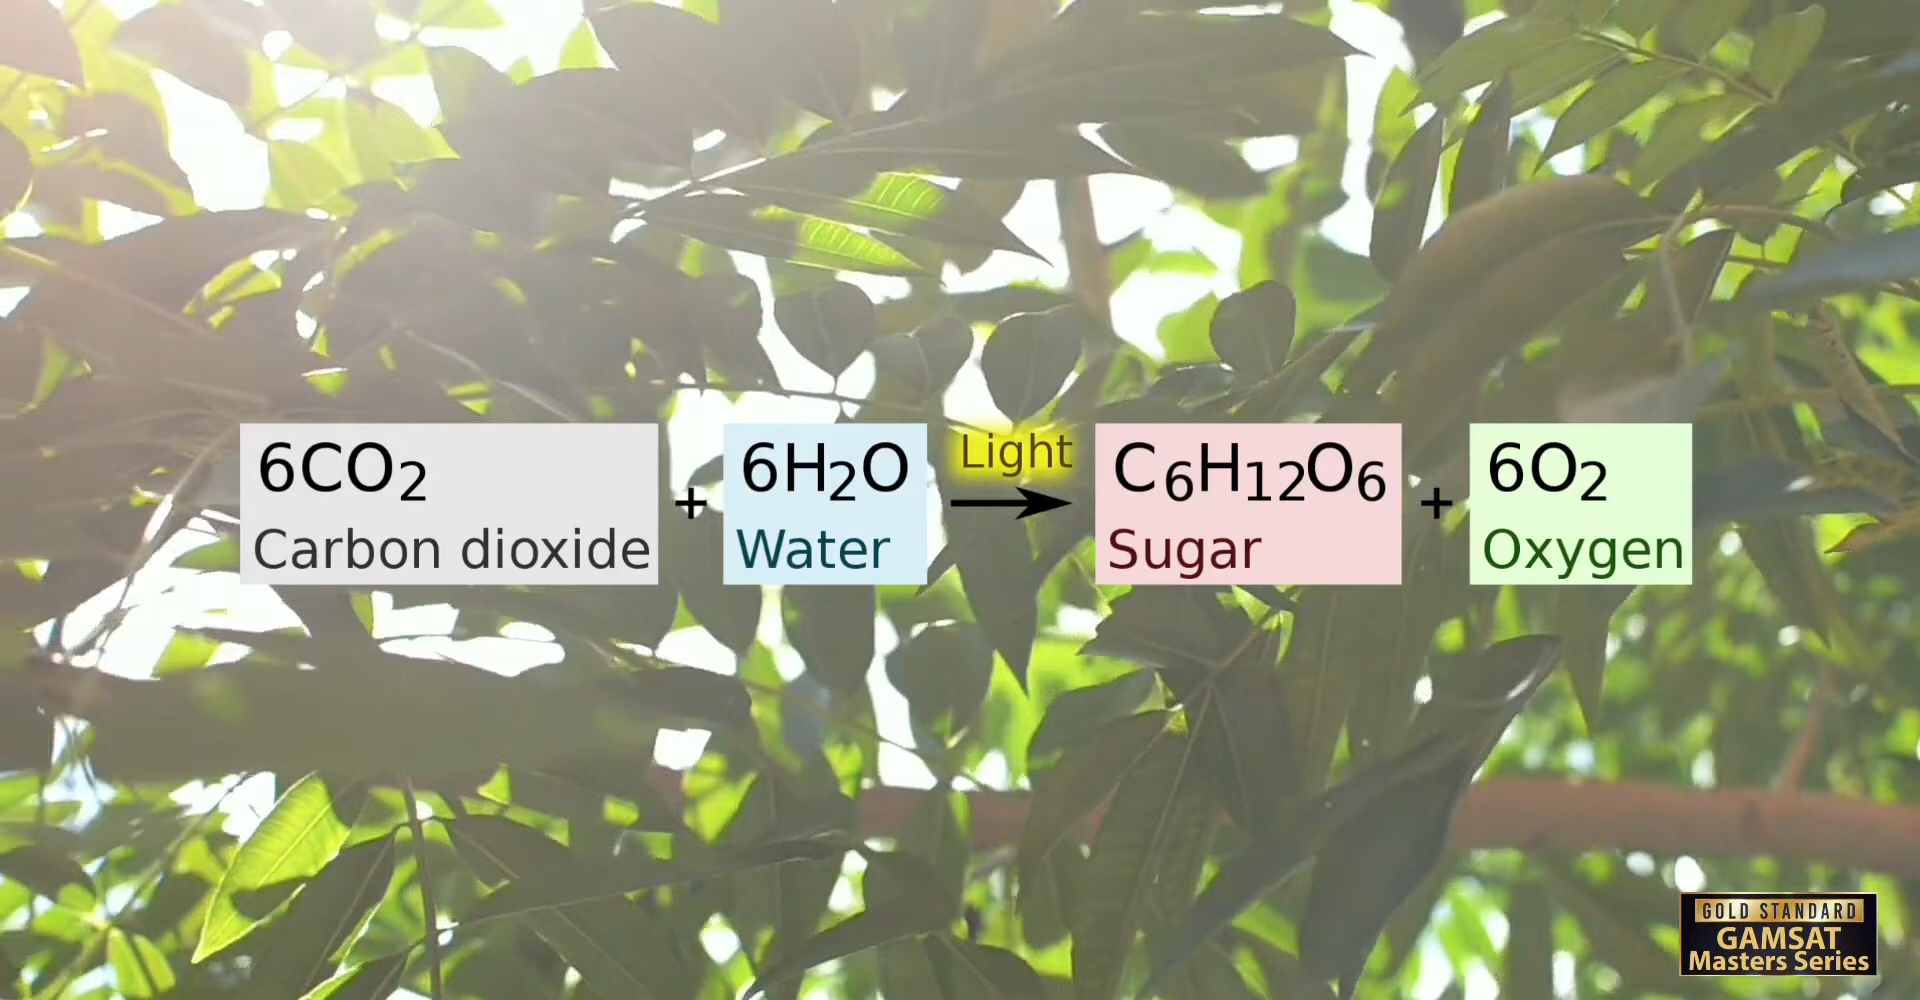 6CO₂ + 6H₂O Light → C₆H₁₂O₆ + 6O₂
Carbon dioxide Water Sugar Oxygen
GOLD STANDARD
GAMSAT
Masters Series